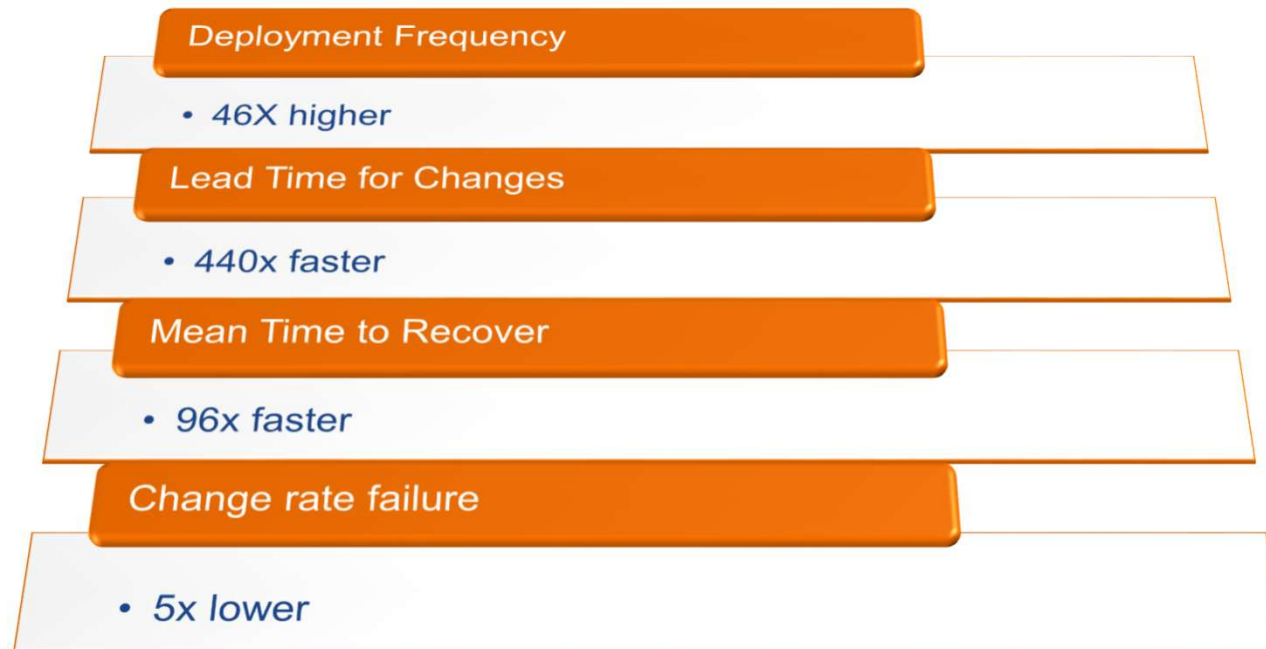 Deployment Frequency
• 46X higher
Lead Time for Changes
• 440x faster
Mean Time to Recover
• 96x faster
Change rate failure
• 5x lower